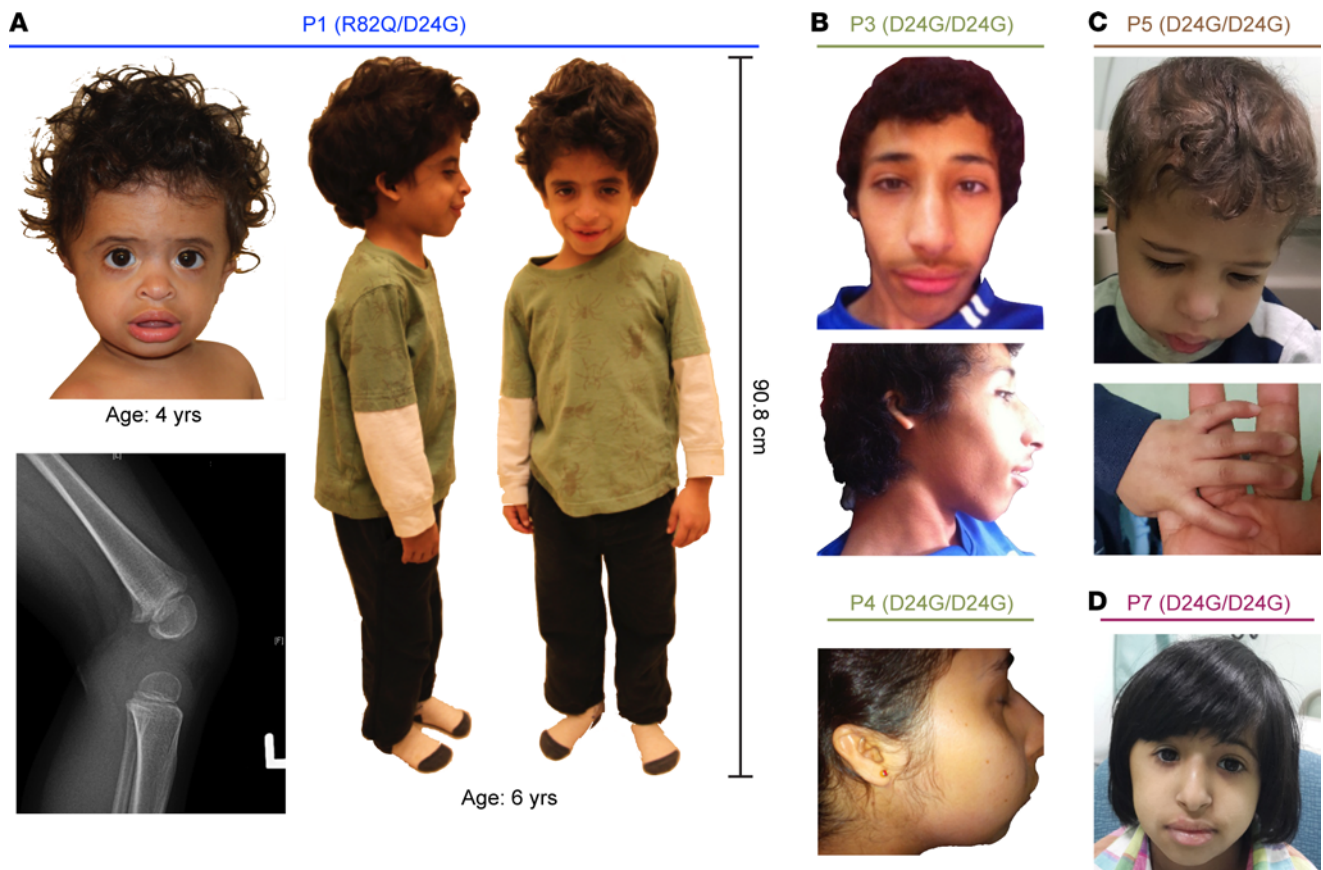 A
P1 (R82Q/D24G)
Age: 4 yrs
Age: 6 yrs
90.8 cm
B
P3 (D24G/D24G)
P4 (D24G/D24G)
C
P5 (D24G/D24G)
D
P7 (D24G/D24G)
[F]
L